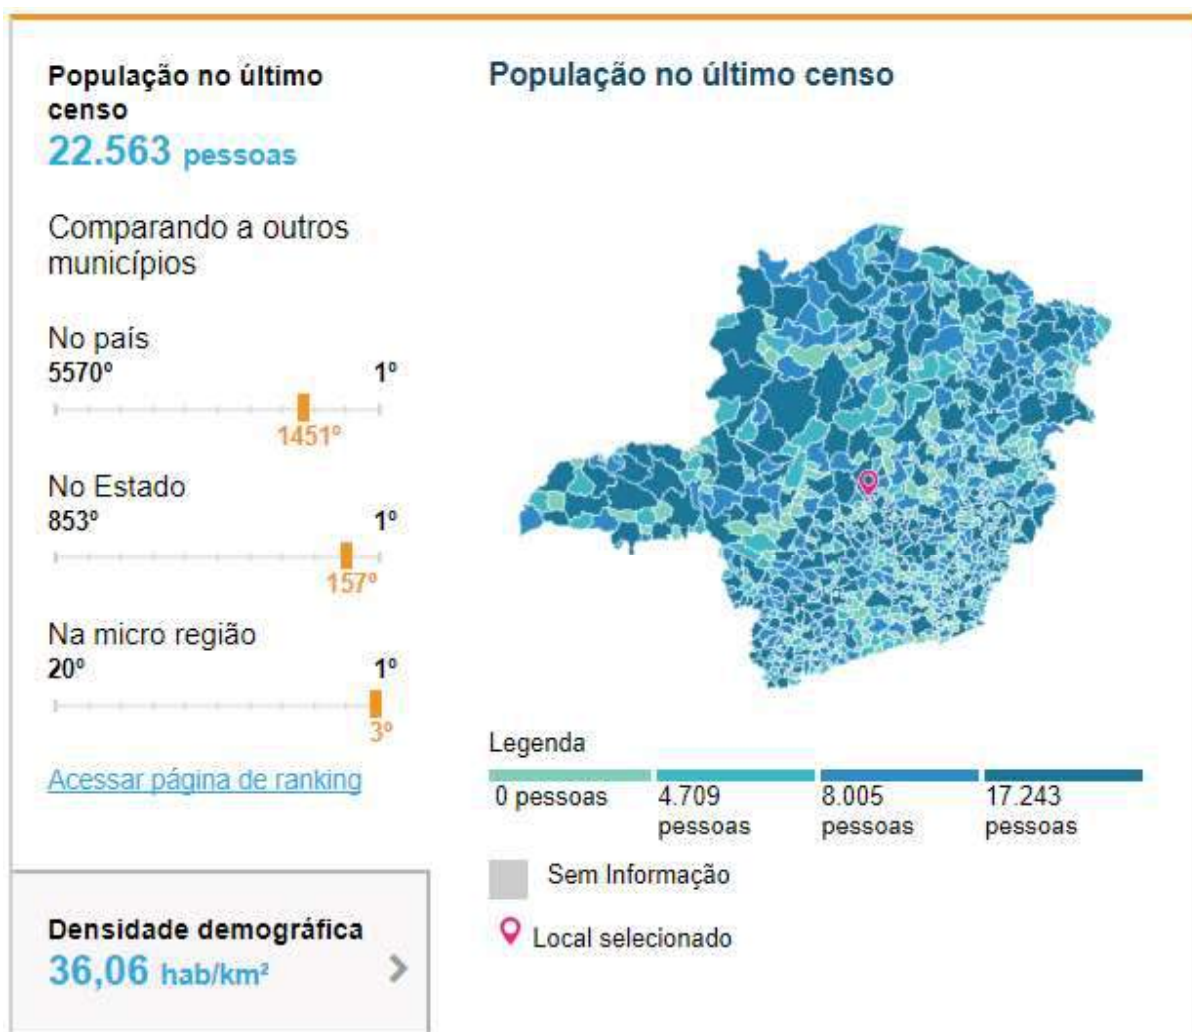 População no último
censo
22.563 pessoas
Comparando a outros
municípios
No país
5570º 1º
1451º
No Estado
853º 1º
157º
Na micro região
20º 1º
3º
Acessar página de ranking
Densidade demográfica
36,06 hab/km²
População no último censo
Legenda
0 pessoas
4.709
pessoas
8.005
pessoas
17.243
pessoas
Sem Informação
Local selecionado